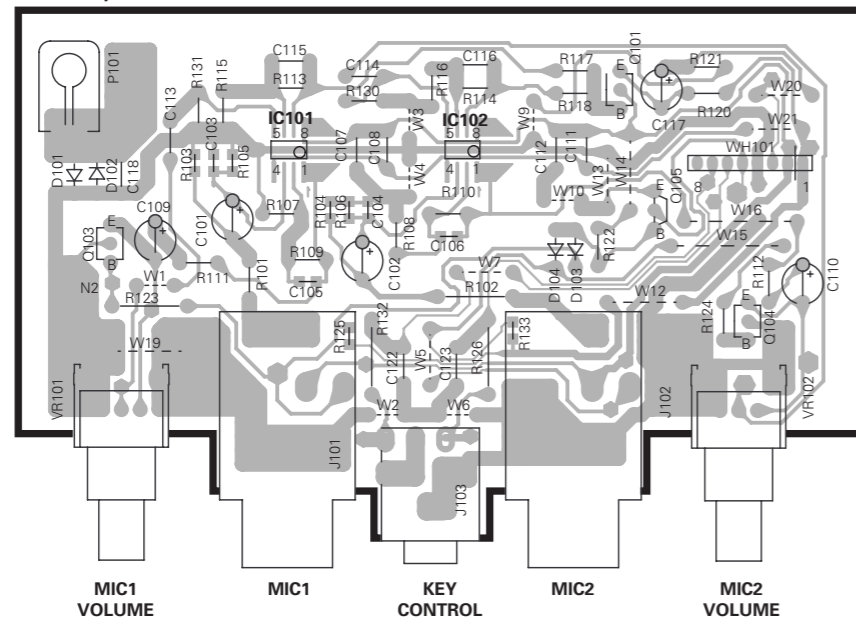 C115
C114
C116
R117
Q101
R121
P101
R131
R115
R113
R130
R116
R114
R118
E
B
W20
C113
IC101
W3
IC102
W9
C117
R120
W21
5 8
5 8
WH101
D101
D102
C118
R103
C103
R105
4 1
C107
C108
W4
4 1
C112
C111
W13
W14
8
1
R107
R104
R106
C104
R110
W10
E
Q105
B
C109
C101
R108
C106
R122
W16
W15
Q103
E
B
R109
C102
W7
D104
D103
R112
C110
N2
W1
R111
R101
C105
R102
W12
E
R123
R132
R124
B
Q104
R125
R133
W19
C122
W5
C123
R126
VR101
W2
W6
J102
VR102
J101
J103
MIC1
VOLUME
MIC1
KEY
CONTROL
MIC2
MIC2
VOLUME